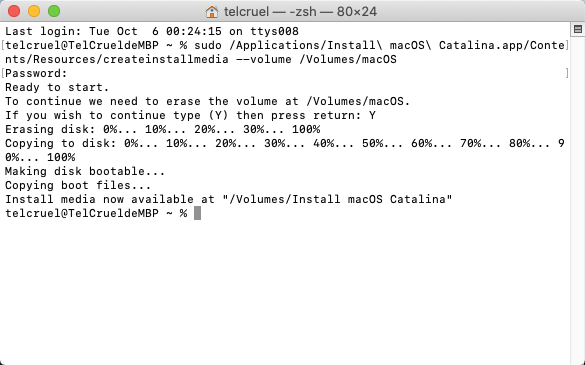 telcruel — -zsh — 80×24
Last login: Tue Oct  6 00:24:15 on ttys008
[telcruel@TelCrueldeMBP ~ % sudo /Applications/Install\ macOS\ Catalina.app/Conte]
nts/Resources/createinstallmedia --volume /Volumes/macOS
[Password:]
Ready to start.
To continue we need to erase the volume at /Volumes/macOS.
If you wish to continue type (Y) then press return: Y
Erasing disk: 0%... 10%... 20%... 30%... 100%
Copying to disk: 0%... 10%... 20%... 30%... 40%... 50%... 60%... 70%... 80%... 9
0%... 100%
Making disk bootable...
Copying boot files...
Install media now available at "/Volumes/Install macOS Catalina"
telcruel@TelCrueldeMBP ~ %